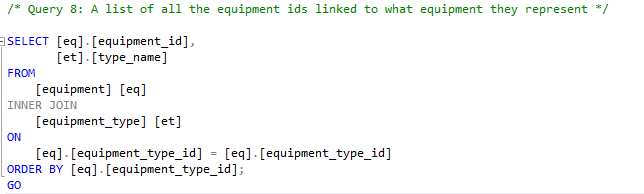 /* Query 8: A list of all the equipment ids linked to what equipment they represent */
SELECT [eq].[equipment_id],
[et].[type_name]
FROM
[equipment] [eq]
INNER JOIN
[equipment_type] [et]
ON
[eq].[equipment_type_id] = [eq].[equipment_type_id]
ORDER BY [eq].[equipment_type_id];
GO